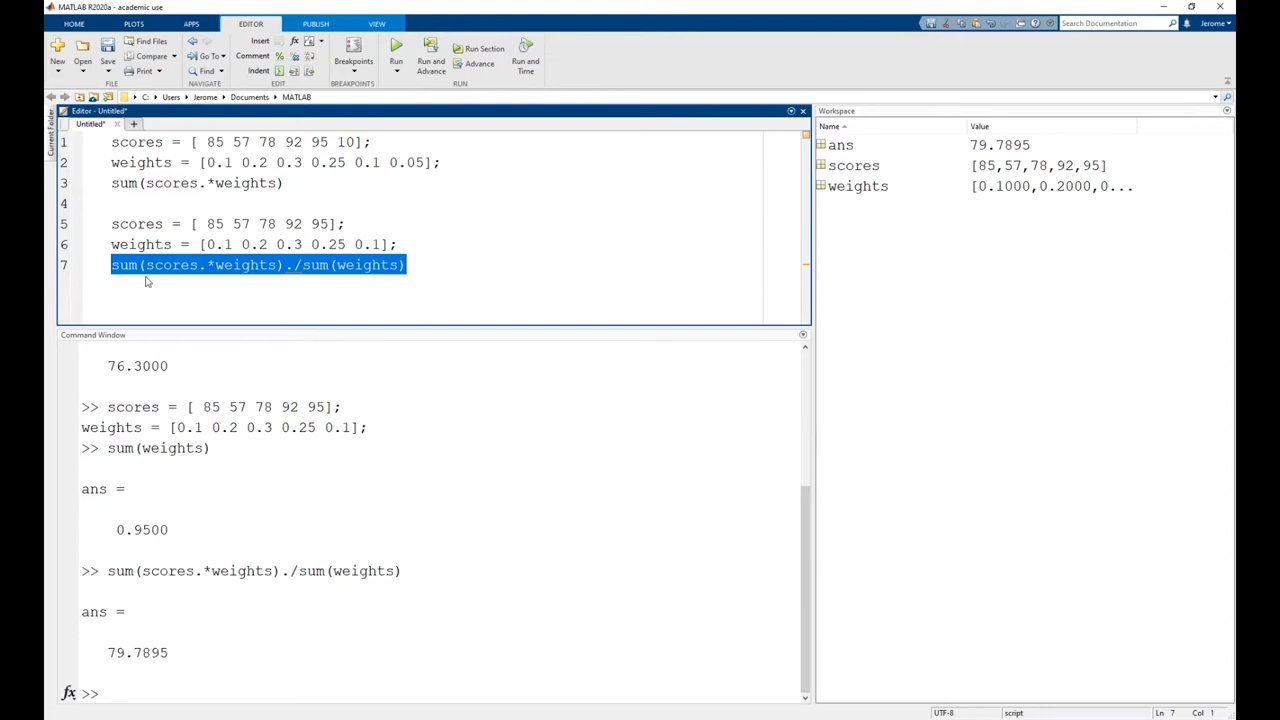 MATLAB R2020a - academic use
HOME PLOTS APPS EDITOR PUBLISH VIEW Search Documentation Jerome
New Open Save Find Files Compare Print Go To Find Insert Comment Indent fx Breakpoints Run Run and Advance Run Section Advance Run and Time
FILE NAVIGATE EDIT BREAKPOINTS RUN
C: Users Jerome Documents MATLAB
Current Folder
Editor - Untitled*
Untitled* +
1 scores = [ 85 57 78 92 95 10];
2 weights = [0.1 0.2 0.3 0.25 0.1 0.05];
3 sum(scores.*weights)
4
5 scores = [ 85 57 78 92 95];
6 weights = [0.1 0.2 0.3 0.25 0.1];
7 sum(scores.*weights)./sum(weights)
Command Window
76.3000
>> scores = [ 85 57 78 92 95];
weights = [0.1 0.2 0.3 0.25 0.1];
>> sum(weights)
ans =
0.9500
>> sum(scores.*weights)./sum(weights)
ans =
79.7895
fx >>
Workspace
Name Value
ans 79.7895
scores [85,57,78,92,95]
weights [0.1000,0.2000,0...
UTF-8 script Ln 7 Col 1